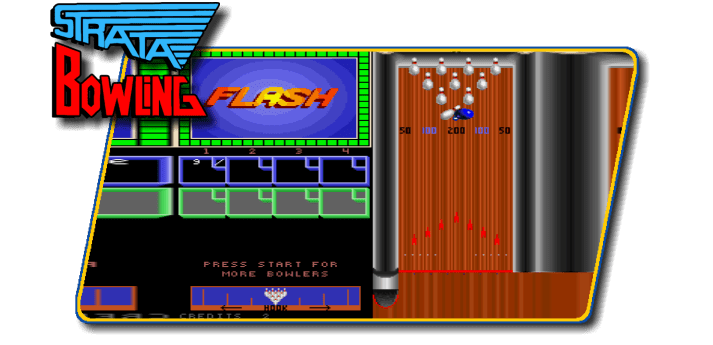 STRATA
BOWLING
FLASH
1 2 3 4
9
50 100 200 100 50
PRESS START FOR
MORE BOWLERS
HOOK
CREDITS 2